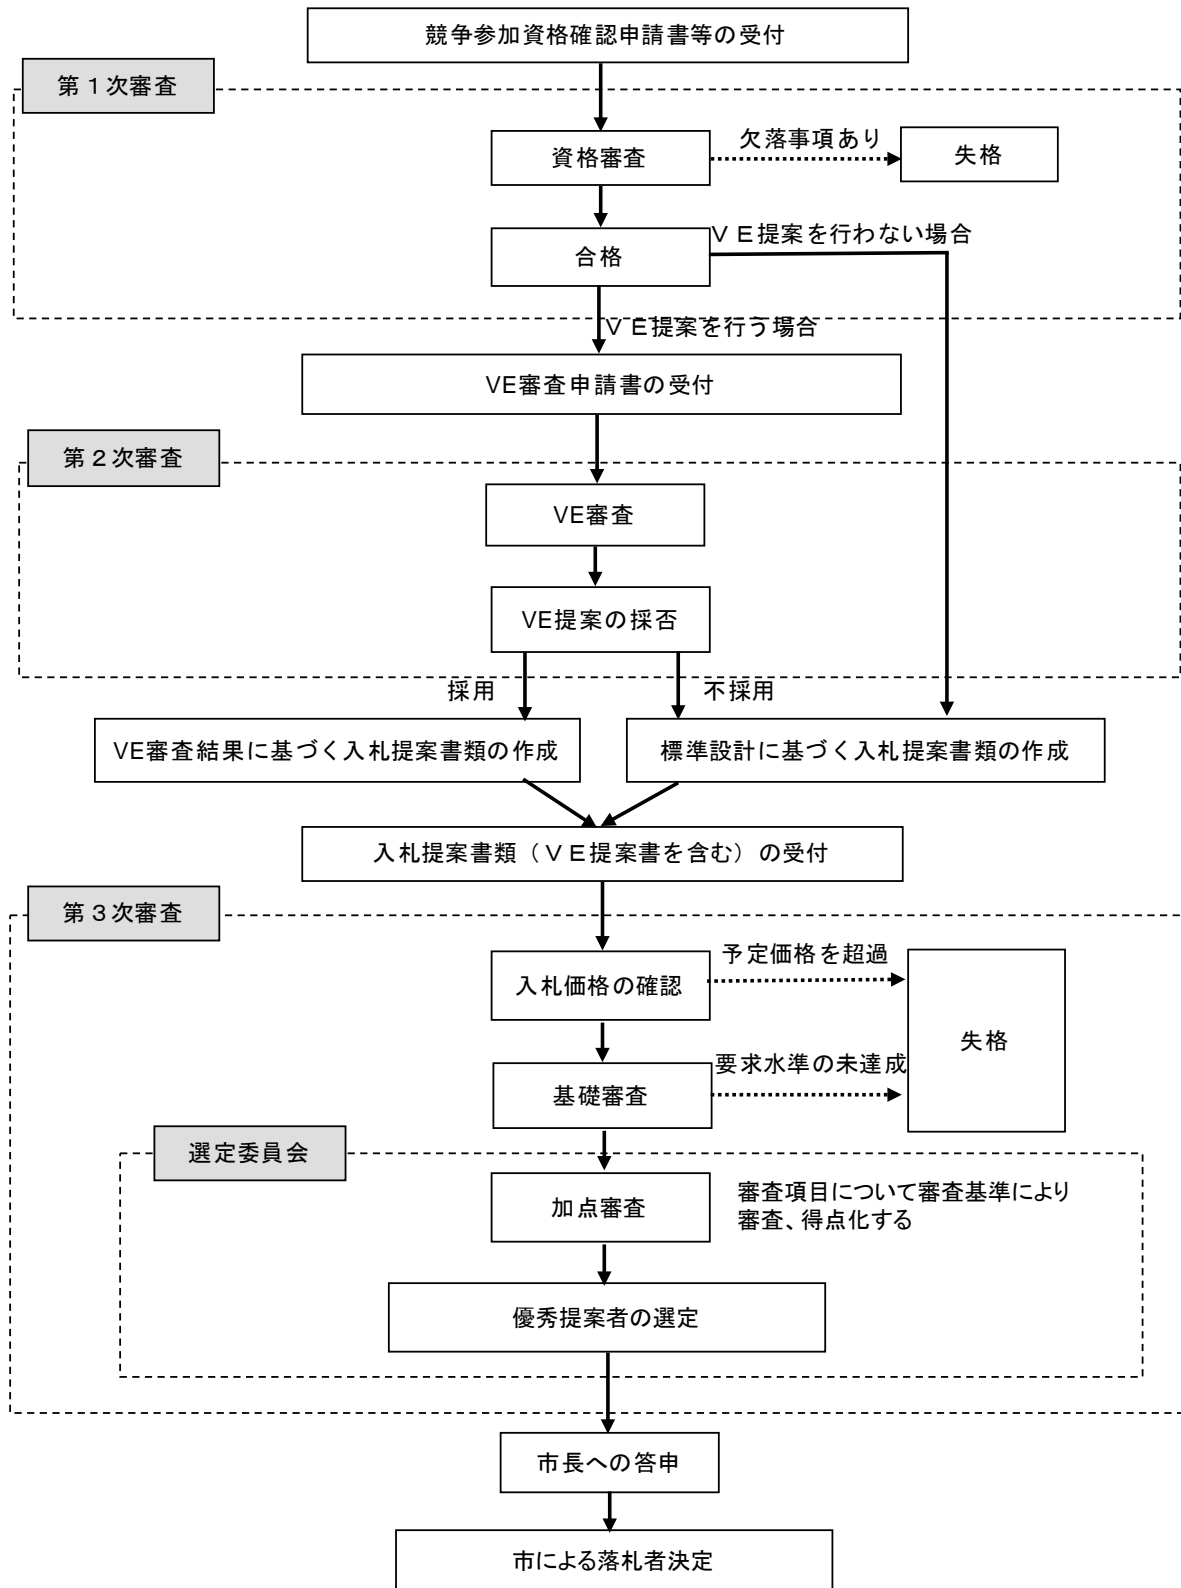 競争参加資格確認申請書等の受付
第１次審査
資格審査
欠落事項あり
失格
合格
ＶＥ提案を行わない場合
ＶＥ提案を行う場合
VE審査申請書の受付
第２次審査
VE審査
VE提案の採否
採用
不採用
VE審査結果に基づく入札提案書類の作成
標準設計に基づく入札提案書類の作成
入札提案書類（ＶＥ提案書を含む）の受付
第３次審査
入札価格の確認
予定価格を超過
失格
基礎審査
要求水準の未達成
選定委員会
加点審査
審査項目について審査基準により
審査、得点化する
優秀提案者の選定
市長への答申
市による落札者決定